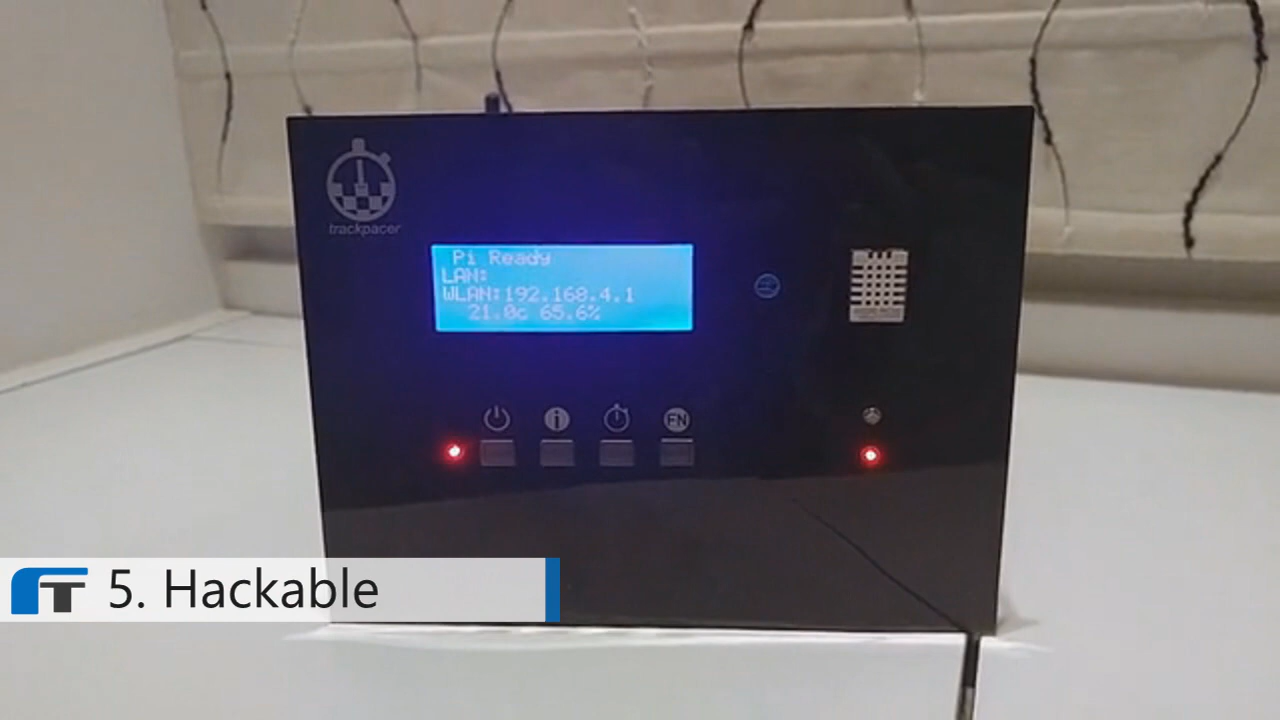 trackpacer
Pi Ready
LAN:
WLAN:192.168.4.1
21.0c 65.6%
FN
5. Hackable